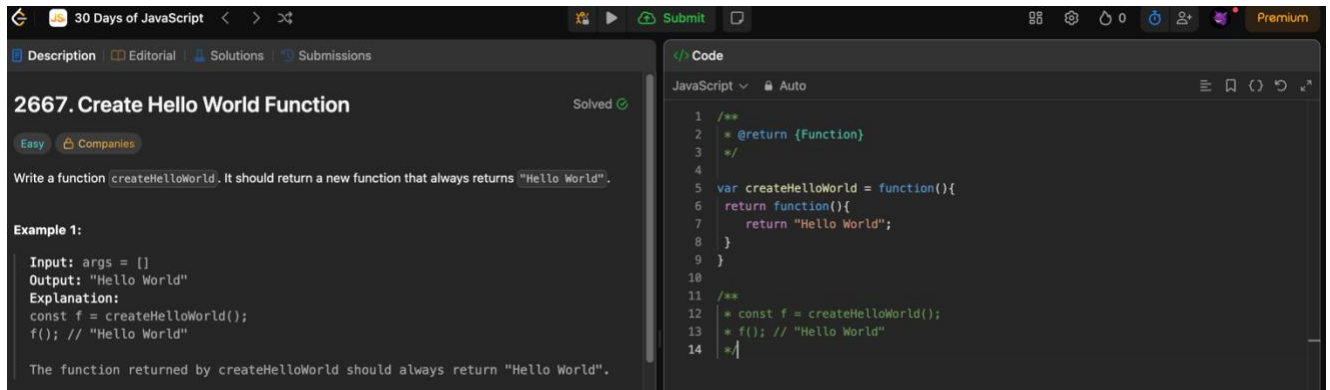 30 Days of JavaScript
Submit
0
Premium
Description
Editorial
Solutions
Submissions
2667. Create Hello World Function
Solved
Easy
Companies
Write a function createHelloWorld. It should return a new function that always returns "Hello World".
Example 1:
Input: args = []
Output: "Hello World"
Explanation:
const f = createHelloWorld();
f(); // "Hello World"
The function returned by createHelloWorld should always return "Hello World".
</> Code
JavaScript
Auto
1 /**
2  * @return {Function}
3  */
4
5 var createHelloWorld = function(){
6  return function(){
7     return "Hello World";
8  }
9 }
10
11 /**
12  * const f = createHelloWorld();
13  * f(); // "Hello World"
14  */